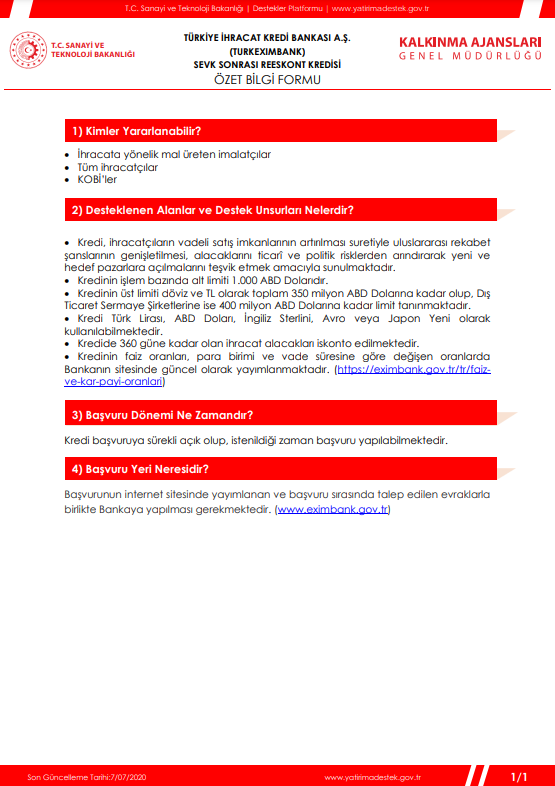 T.C. Sanayi ve Teknoloji Bakanlığı | Destekler Platformu | www.yatirimadestek.gov.tr
T.C. SANAYİ VE
TEKNOLOJİ BAKANLIĞI
TÜRKİYE İHRACAT KREDİ BANKASI A.Ş.
(TURKEXIMBANK)
SEVK SONRASI REESKONT KREDİSİ
ÖZET BİLGİ FORMU
KALKINMA AJANSLARI
GENEL MÜDÜRLÜĞÜ
1) Kimler Yararlanabilir?
• İhracata yönelik mal üreten imalatçılar
• Tüm ihracatçılar
• KOBİ'ler
2) Desteklenen Alanlar ve Destek Unsurları Nelerdir?
• Kredi, ihracatçıların vadeli satış imkanlarının artırılması suretiyle uluslararası rekabet
şanslarının genişletilmesi, alacaklarını ticarî ve politik risklerden arındırarak yeni ve
hedef pazarlara açılmalarını teşvik etmek amacıyla sunulmaktadır.
• Kredinin işlem bazında alt limiti 1.000 ABD Dolarıdır.
• Kredinin üst limiti döviz ve TL olarak toplam 350 milyon ABD Dolarına kadar olup, Dış
Ticaret Sermaye Şirketlerine ise 400 milyon ABD Dolarına kadar limit tanınmaktadır.
• Kredi Türk Lirası, ABD Doları, İngiliz Sterlini, Avro veya Japon Yeni olarak
kullanılabilmektedir.
• Kredide 360 güne kadar olan ihracat alacakları iskonto edilmektedir.
• Kredinin faiz oranları, para birimi ve vade süresine göre değişen oranlarda
Bankanın sitesinde güncel olarak yayımlanmaktadır. (https://eximbank.gov.tr/tr/faiz-
ve-kar-payi-oranlari)
3) Başvuru Dönemi Ne Zamandır?
Kredi başvuruya sürekli açık olup, istenildiği zaman başvuru yapılabilmektedir.
4) Başvuru Yeri Neresidir?
Başvurunun internet sitesinde yayımlanan ve başvuru sırasında talep edilen evraklarla
birlikte Bankaya yapılması gerekmektedir. (www.eximbank.gov.tr)
Son Güncelleme Tarihi:7/07/2020
www.yatirimadestek.gov.tr
1/1